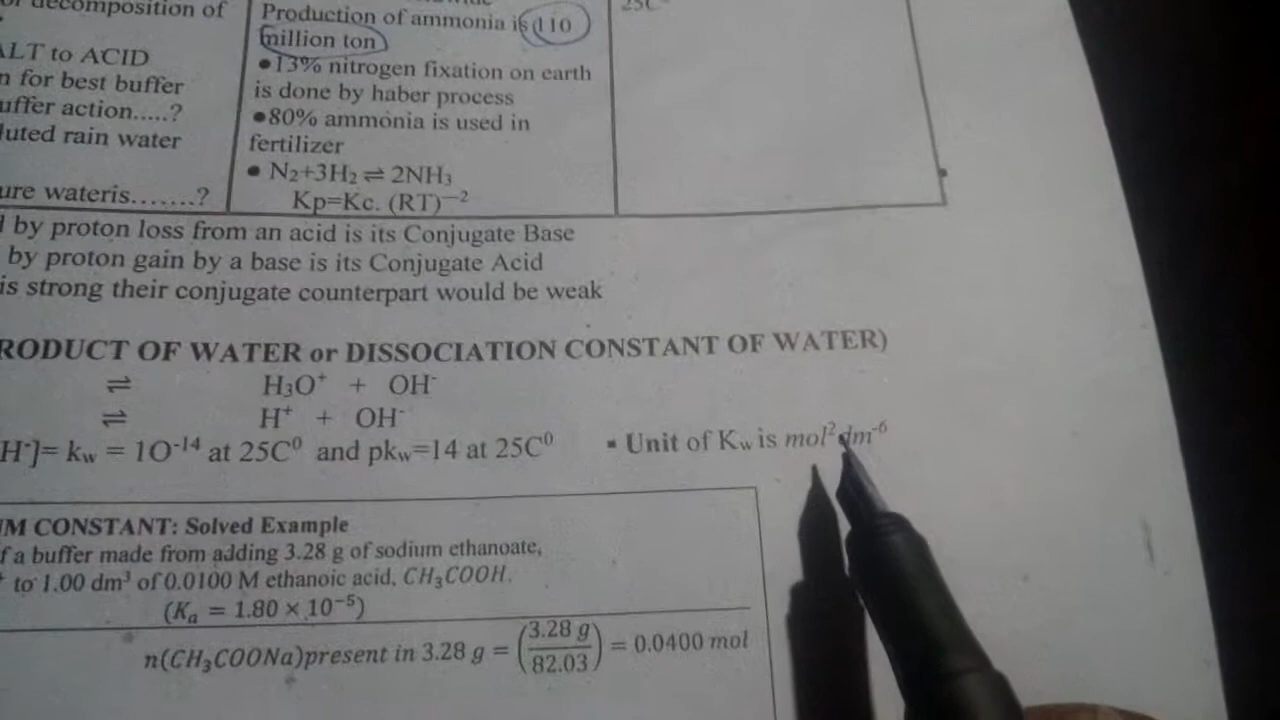 decomposition of
ALT to ACID
n for best buffer
uffer action.....?
luted rain water
ure wateris.......?
Production of ammonia is 110
million ton
•13% nitrogen fixation on earth
is done by haber process
•80% ammonia is used in
fertilizer
• N₂+3H₂ ⇌ 2NH₃
Kp=Kc. (RT)⁻²
25C
by proton loss from an acid is its Conjugate Base
by proton gain by a base is its Conjugate Acid
is strong their conjugate counterpart would be weak
RODUCT OF WATER or DISSOCIATION CONSTANT OF WATER)
⇌ H₃O⁺ + OH⁻
⇌ H⁺ + OH⁻
H⁻]= kw = 1O⁻¹⁴ at 25C⁰ and pkw=14 at 25C⁰ ▪ Unit of Kw is mol² dm⁻⁶
M CONSTANT: Solved Example
f a buffer made from adding 3.28 g of sodium ethanoate,
to 1.00 dm³ of 0.0100 M ethanoic acid, CH₃COOH.
(Kₐ = 1.80 × 10⁻⁵)
n(CH₃COONa)present in 3.28 g = (3.28 g / 82.03) = 0.0400 mol